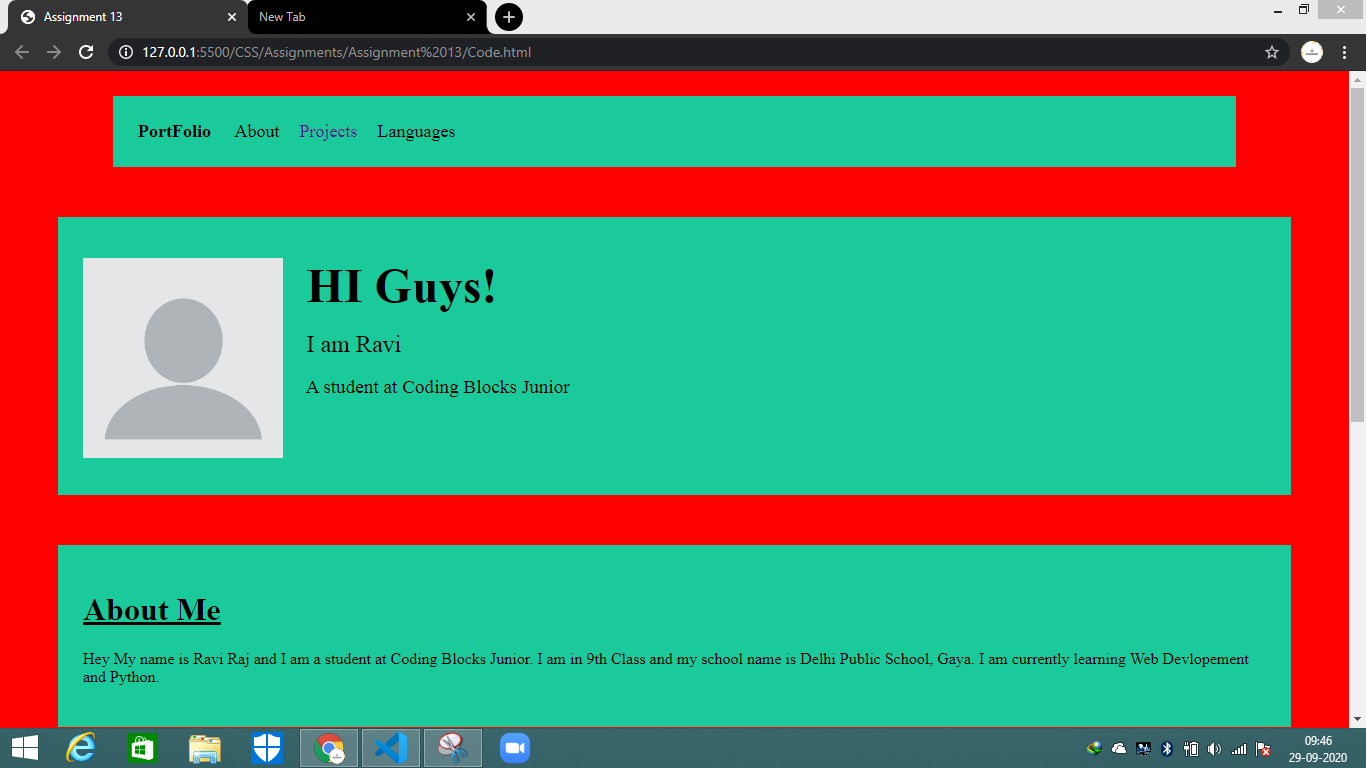 Assignment 13
New Tab
127.0.0.1:5500/CSS/Assignments/Assignment%2013/Code.html
PortFolio About Projects Languages
HI Guys!
I am Ravi
A student at Coding Blocks Junior
About Me
Hey My name is Ravi Raj and I am a student at Coding Blocks Junior. I am in 9th Class and my school name is Delhi Public School, Gaya. I am currently learning Web Devlopement
and Python.
09:46
29-09-2020